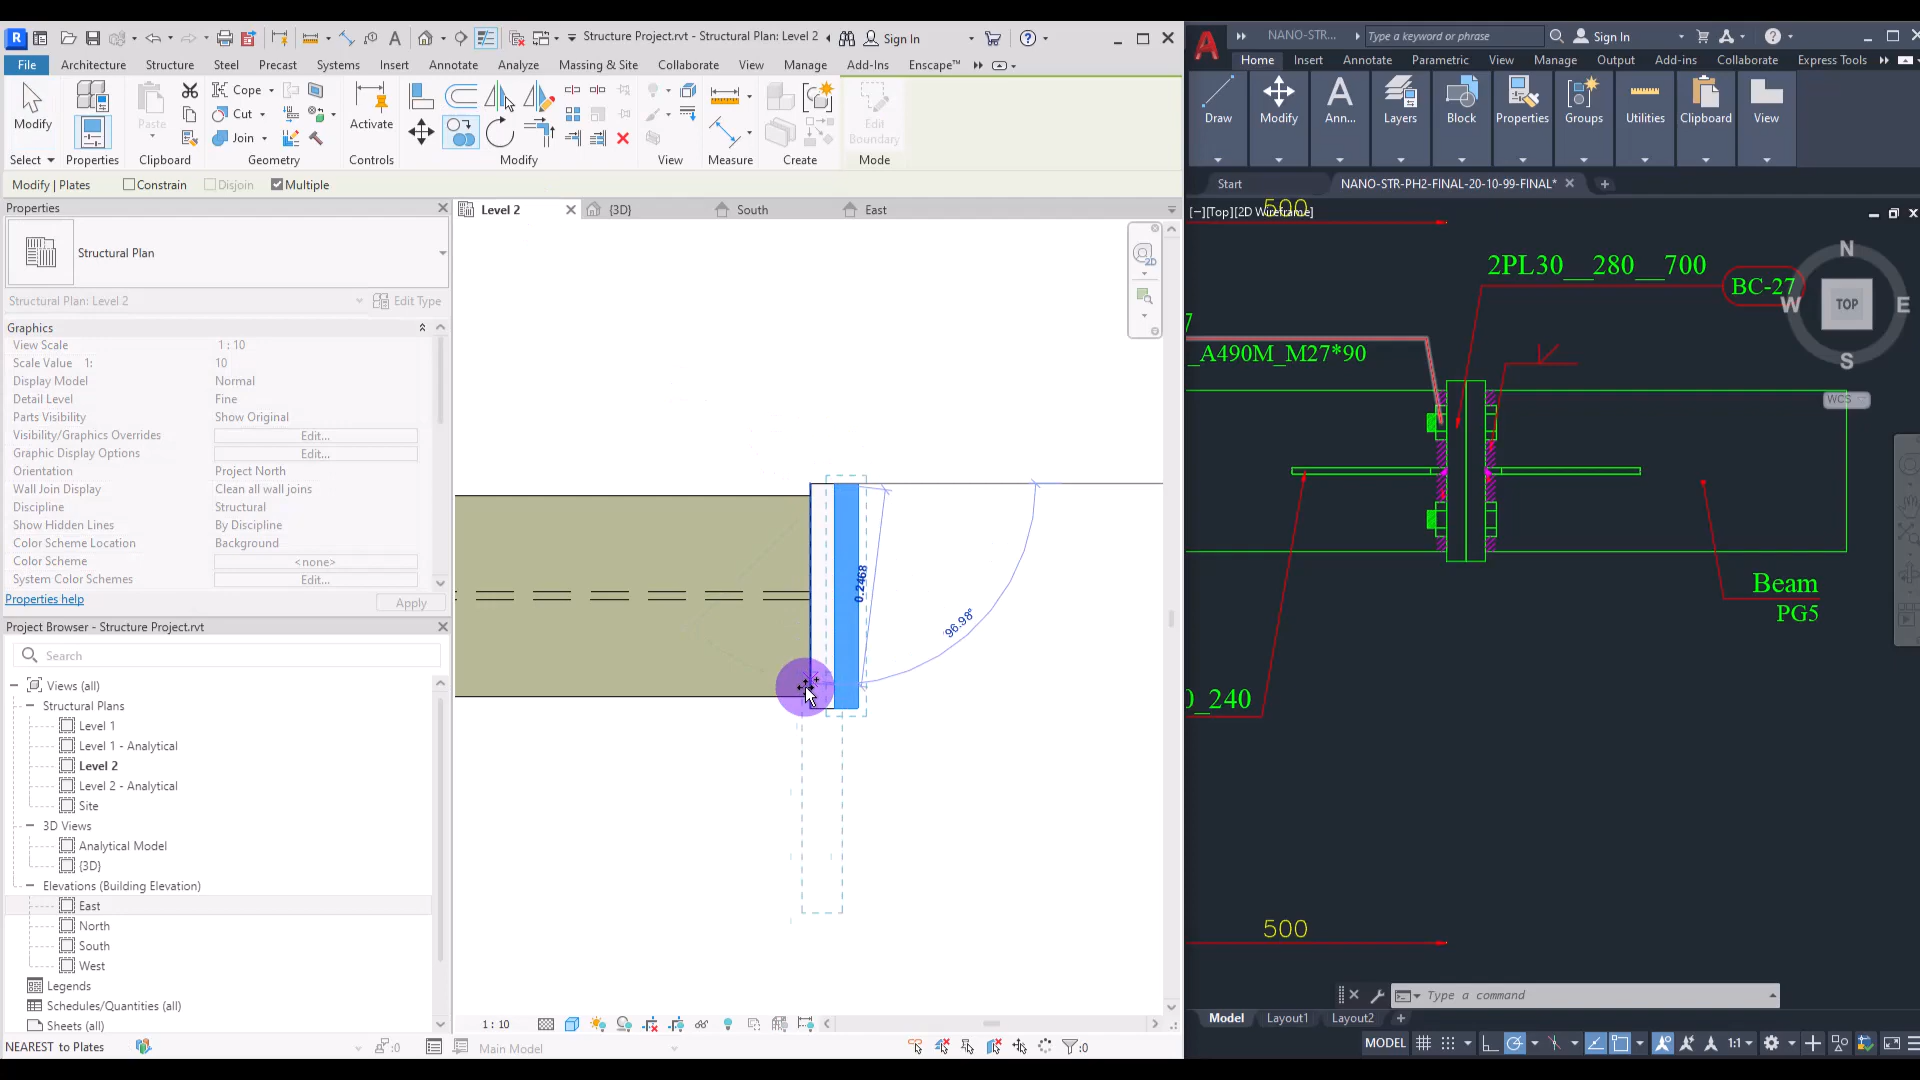 Structure Project.rvt - Structural Plan: Level 2
Sign In
File
Architecture
Structure
Steel
Precast
Systems
Insert
Annotate
Analyze
Massing & Site
Collaborate
View
Manage
Add-Ins
Enscape™
Modify
Paste
Cope
Cut
Join
Activate
Edit
Boundary
Select
Properties
Clipboard
Geometry
Controls
Modify
View
Measure
Create
Mode
Modify | Plates
Constrain
Disjoin
Multiple
Properties
Structural Plan
Structural Plan: Level 2
Edit Type
Graphics
View Scale
1 : 10
Scale Value 1:
10
Display Model
Normal
Detail Level
Fine
Parts Visibility
Show Original
Visibility/Graphics Overrides
Edit...
Graphic Display Options
Edit...
Orientation
Project North
Wall Join Display
Clean all wall joins
Discipline
Structural
Show Hidden Lines
By Discipline
Color Scheme Location
Background
Color Scheme
<none>
System Color Schemes
Edit...
Properties help
Apply
Project Browser - Structure Project.rvt
Search
Views (all)
Structural Plans
Level 1
Level 1 - Analytical
Level 2
Level 2 - Analytical
Site
3D Views
Analytical Model
{3D}
Elevations (Building Elevation)
East
North
South
West
Legends
Schedules/Quantities (all)
Sheets (all)
NEAREST to Plates
Level 2
{3D}
South
East
2D
0.2468
96.98°
1 : 10
:0
Main Model
:0
NANO-STR...
Type a keyword or phrase
Sign In
Home
Insert
Annotate
Parametric
View
Manage
Output
Add-ins
Collaborate
Express Tools
Draw
Modify
Ann...
Layers
Block
Properties
Groups
Utilities
Clipboard
View
Start
NANO-STR-PH2-FINAL-20-10-99-FINAL*
[−][Top][2D Wireframe]
500
2PL30__280__700
BC-27
N
W
TOP
E
S
WCS
7
_A490M_M27*90
Beam
PG5
0_240
500
Type a command
Model
Layout1
Layout2
MODEL
1:1